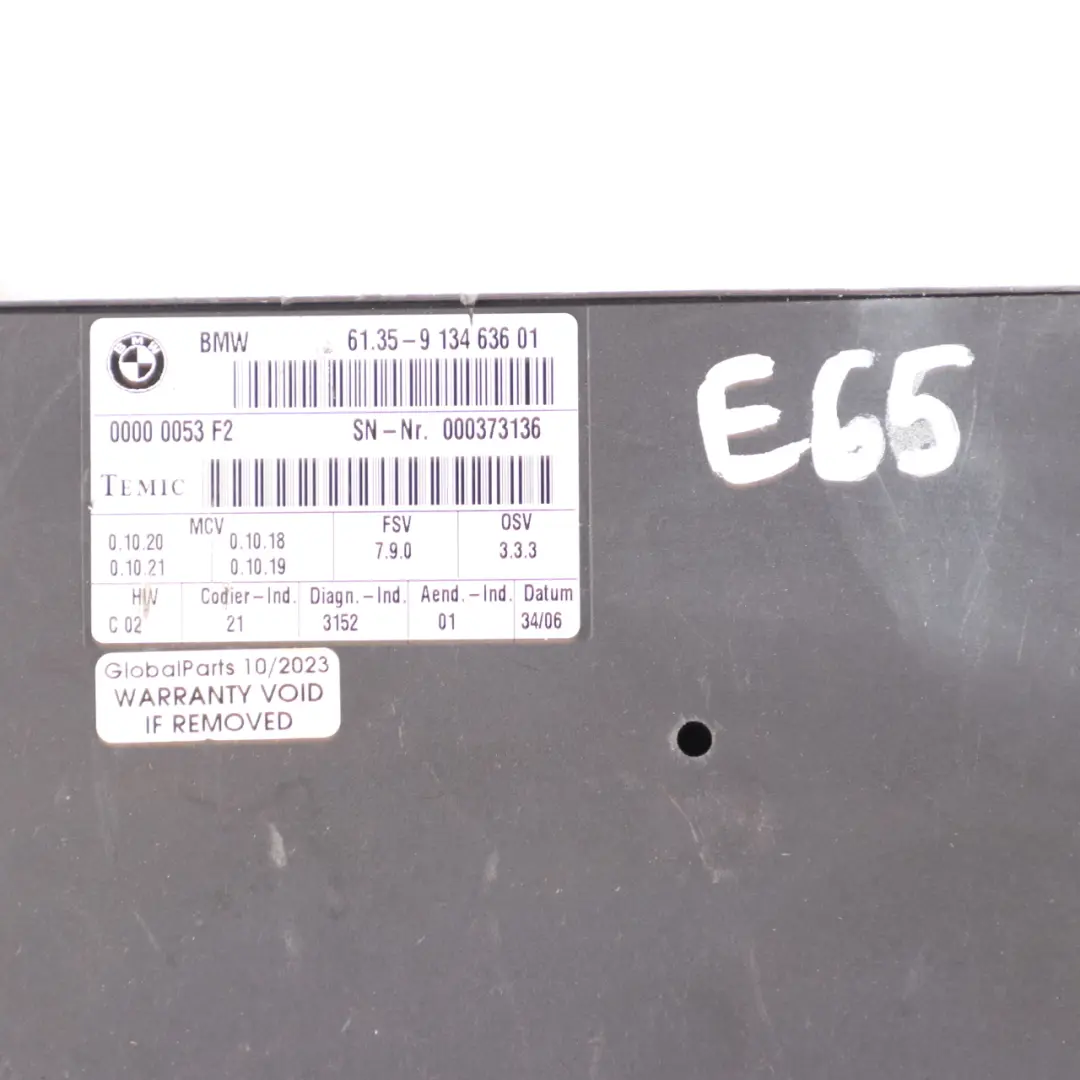 BMW
BMW 61.35-9 134 636 01
E65
0000 0053 F2 SN-Nr. 000373136
TEMIC
MCV FSV OSV
0.10.20 0.10.18 7.9.0 3.3.3
0.10.21 0.10.19
HW Codier-Ind. Diagn.-Ind. Aend.-Ind. Datum
C 02 21 3152 01 34/06
GlobalParts 10/2023
WARRANTY VOID
IF REMOVED